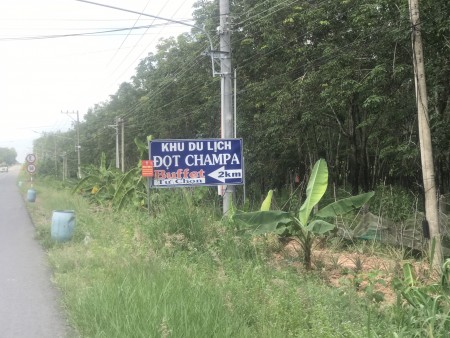 KHU DU LỊCH
ĐỌT CHAMPA
Buffet
Tự Chọn
2km